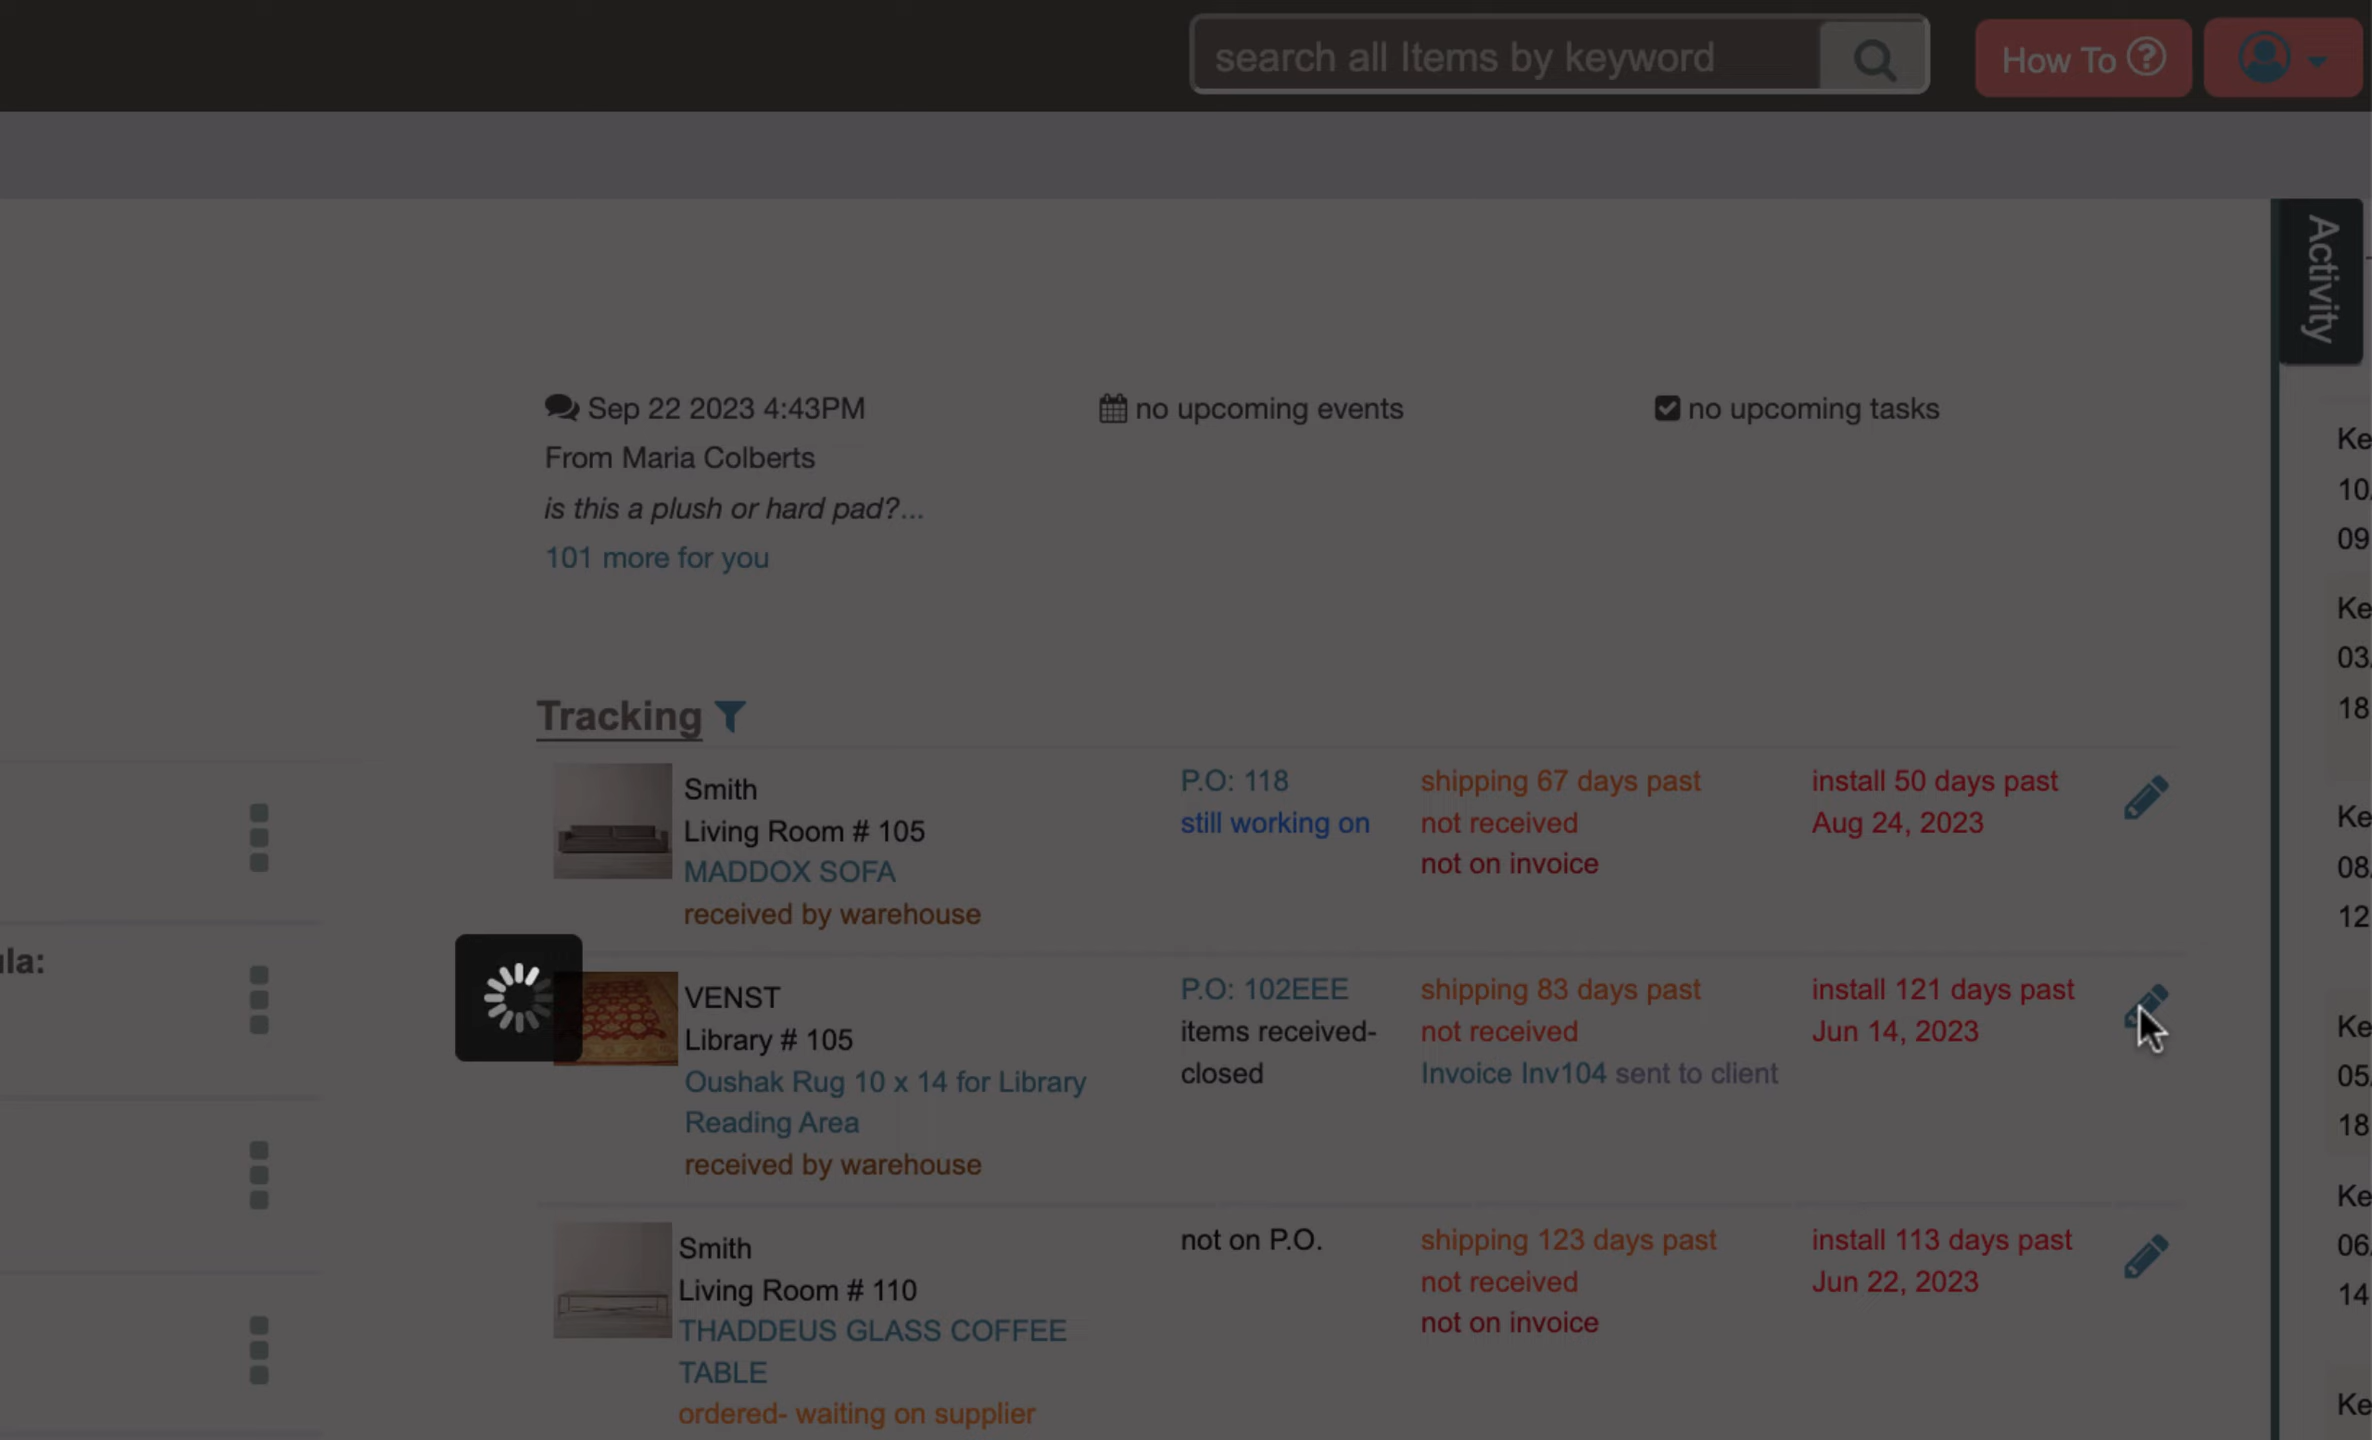 search all Items by keyword
How To
Activity
Sep 22 2023 4:43PM
From Maria Colberts
is this a plush or hard pad?...
101 more for you
no upcoming events
no upcoming tasks
Tracking
Smith
Living Room # 105
MADDOX SOFA
received by warehouse
P.O: 118
still working on
shipping 67 days past
not received
not on invoice
install 50 days past
Aug 24, 2023
VENST
Library # 105
Oushak Rug 10 x 14 for Library
Reading Area
received by warehouse
P.O: 102EEE
items received-
closed
shipping 83 days past
not received
Invoice Inv104 sent to client
install 121 days past
Jun 14, 2023
Smith
Living Room # 110
THADDEUS GLASS COFFEE
TABLE
ordered- waiting on supplier
not on P.O.
shipping 123 days past
not received
not on invoice
install 113 days past
Jun 22, 2023